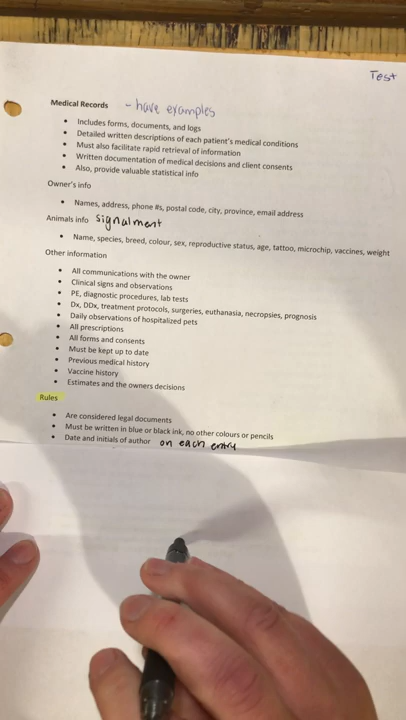 Test
Medical Records - have examples
• Includes forms, documents, and logs
• Detailed written descriptions of each patient's medical conditions
• Must also facilitate rapid retrieval of information
• Written documentation of medical decisions and client consents
• Also, provide valuable statistical info
Owner's info
• Names, address, phone #s, postal code, city, province, email address
Animals info signalment
• Name, species, breed, colour, sex, reproductive status, age, tattoo, microchip, vaccines, weight
Other information
• All communications with the owner
• Clinical signs and observations
• PE, diagnostic procedures, lab tests
• Dx, DDx, treatment protocols, surgeries, euthanasia, necropsies, prognosis
• Daily observations of hospitalized pets
• All prescriptions
• All forms and consents
• Must be kept up to date
• Previous medical history
• Vaccine history
• Estimates and the owners decisions
Rules
• Are considered legal documents
• Must be written in blue or black ink, no other colours or pencils
• Date and initials of author on each entry